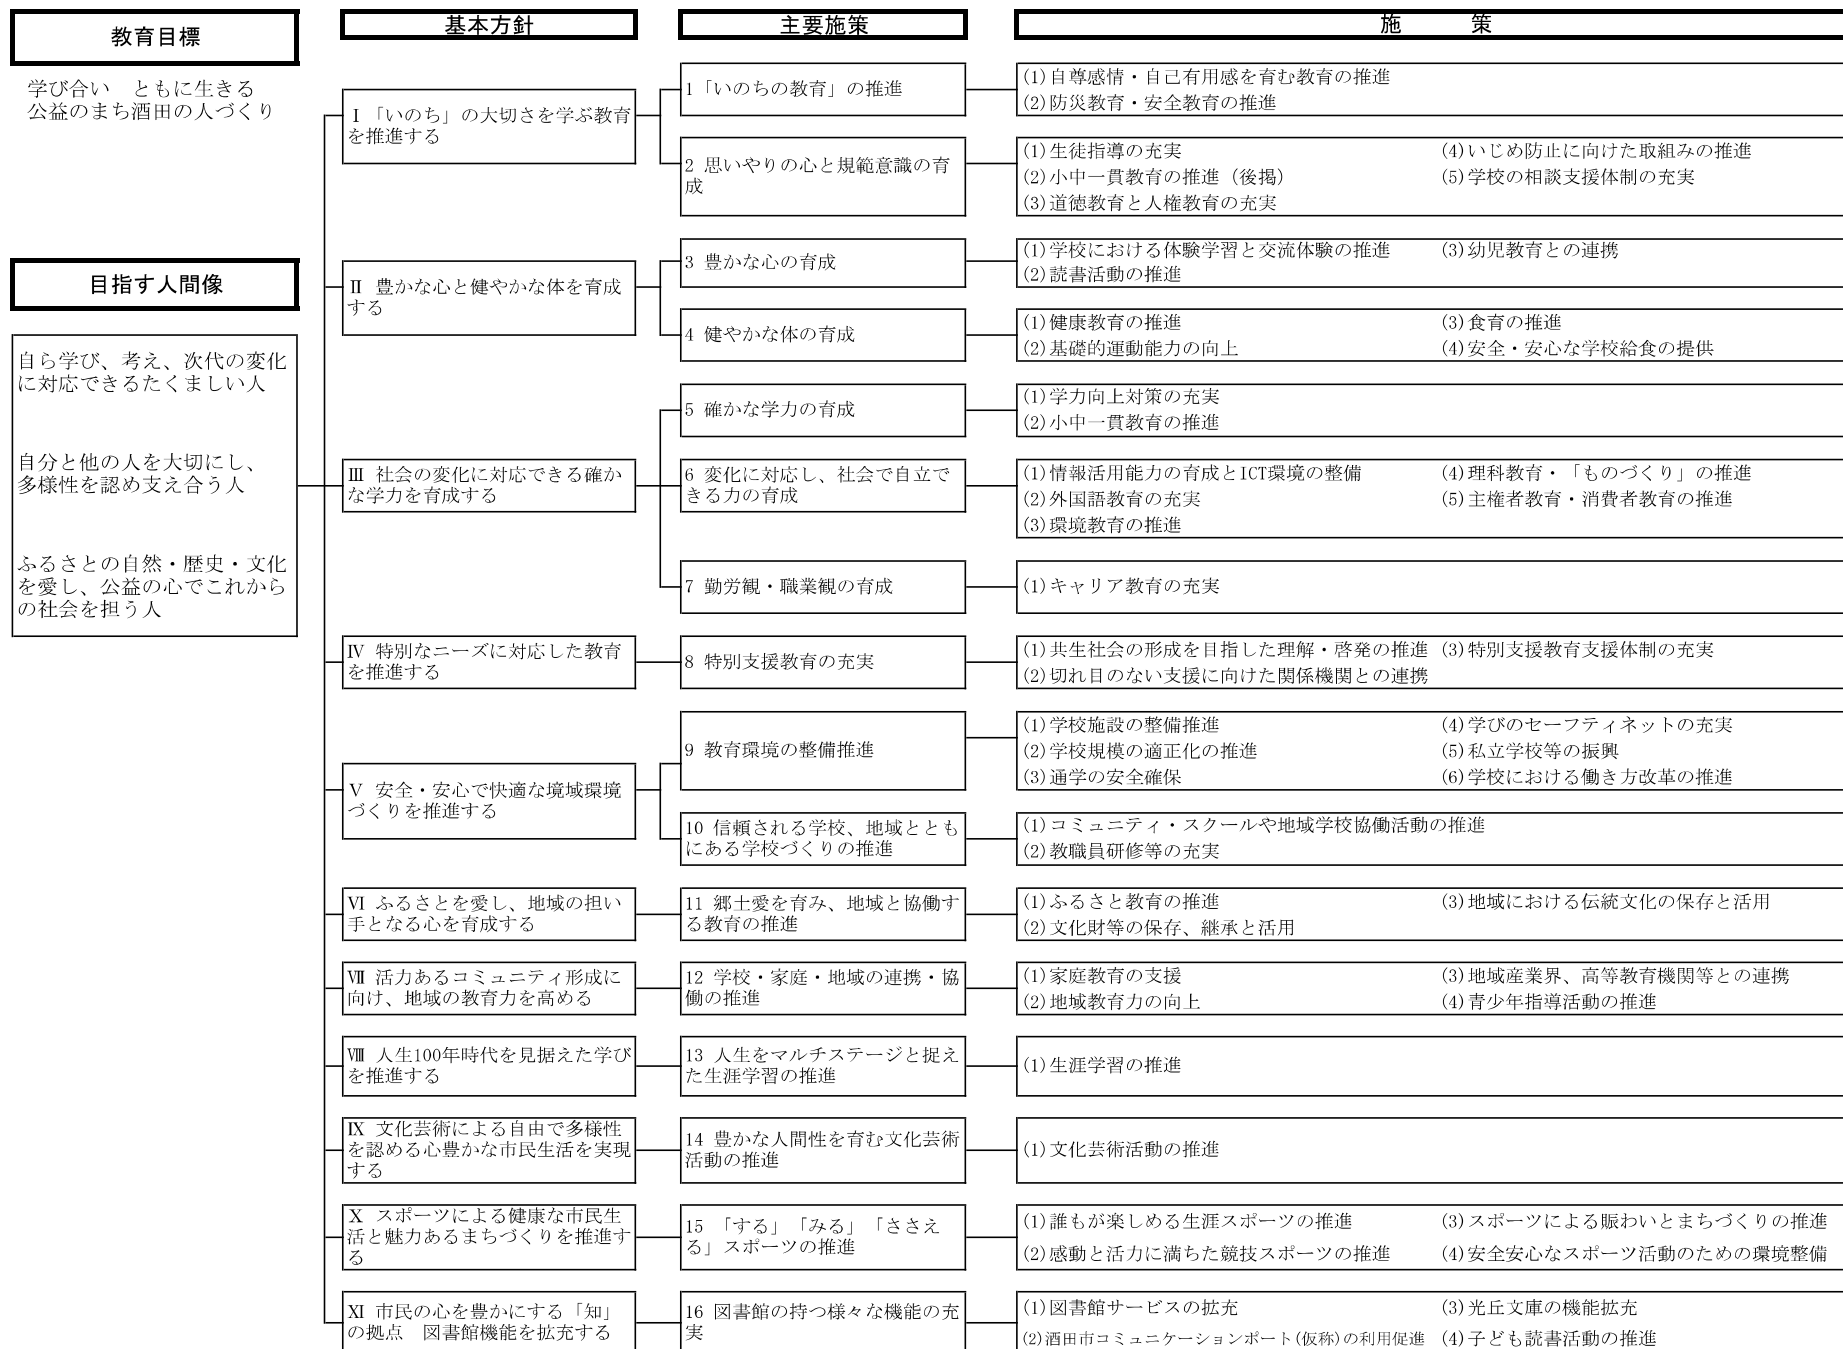 教育目標
基本方針
主要施策
施　　　策
学び合い　ともに生きる
公益のまち酒田の人づくり
目指す人間像
自ら学び、考え、次代の変化
に対応できるたくましい人
自分と他の人を大切にし、
多様性を認め支え合う人
ふるさとの自然・歴史・文化
を愛し、公益の心でこれから
の社会を担う人
Ⅰ 「いのち」の大切さを学ぶ教育
を推進する
1「いのちの教育」の推進
(1)自尊感情・自己有用感を育む教育の推進
(2)防災教育・安全教育の推進
2 思いやりの心と規範意識の育
成
(1)生徒指導の充実
(2)小中一貫教育の推進（後掲）
(3)道徳教育と人権教育の充実
(4)いじめ防止に向けた取組みの推進
(5)学校の相談支援体制の充実
Ⅱ 豊かな心と健やかな体を育成
する
3 豊かな心の育成
(1)学校における体験学習と交流体験の推進
(2)読書活動の推進
(3)幼児教育との連携
4 健やかな体の育成
(1)健康教育の推進
(2)基礎的運動能力の向上
(3)食育の推進
(4)安全・安心な学校給食の提供
Ⅲ 社会の変化に対応できる確か
な学力を育成する
5 確かな学力の育成
(1)学力向上対策の充実
(2)小中一貫教育の推進
6 変化に対応し、社会で自立で
きる力の育成
(1)情報活用能力の育成とICT環境の整備
(2)外国語教育の充実
(3)環境教育の推進
(4)理科教育・「ものづくり」の推進
(5)主権者教育・消費者教育の推進
7 勤労観・職業観の育成
(1)キャリア教育の充実
Ⅳ 特別なニーズに対応した教育
を推進する
8 特別支援教育の充実
(1)共生社会の形成を目指した理解・啓発の推進
(2)切れ目のない支援に向けた関係機関との連携
(3)特別支援教育支援体制の充実
Ⅴ 安全・安心で快適な境域環境
づくりを推進する
9 教育環境の整備推進
(1)学校施設の整備推進
(2)学校規模の適正化の推進
(3)通学の安全確保
(4)学びのセーフティネットの充実
(5)私立学校等の振興
(6)学校における働き方改革の推進
10 信頼される学校、地域ととも
にある学校づくりの推進
(1)コミュニティ・スクールや地域学校協働活動の推進
(2)教職員研修等の充実
Ⅵ ふるさとを愛し、地域の担い
手となる心を育成する
11 郷土愛を育み、地域と協働す
る教育の推進
(1)ふるさと教育の推進
(2)文化財等の保存、継承と活用
(3)地域における伝統文化の保存と活用
Ⅶ 活力あるコミュニティ形成に
向け、地域の教育力を高める
12 学校・家庭・地域の連携・協
働の推進
(1)家庭教育の支援
(2)地域教育力の向上
(3)地域産業界、高等教育機関等との連携
(4)青少年指導活動の推進
Ⅷ 人生100年時代を見据えた学び
を推進する
13 人生をマルチステージと捉え
た生涯学習の推進
(1)生涯学習の推進
Ⅸ 文化芸術による自由で多様性
を認める心豊かな市民生活を実現
する
14 豊かな人間性を育む文化芸術
活動の推進
(1)文化芸術活動の推進
Ⅹ スポーツによる健康な市民生
活と魅力あるまちづくりを推進す
る
15 「する」「みる」「ささえ
る」スポーツの推進
(1)誰もが楽しめる生涯スポーツの推進
(2)感動と活力に満ちた競技スポーツの推進
(3)スポーツによる賑わいとまちづくりの推進
(4)安全安心なスポーツ活動のための環境整備
Ⅺ 市民の心を豊かにする「知」
の拠点　図書館機能を拡充する
16 図書館の持つ様々な機能の充
実
(1)図書館サービスの拡充
(2)酒田市コミュニケーションポート(仮称)の利用促進
(3)光丘文庫の機能拡充
(4)子ども読書活動の推進